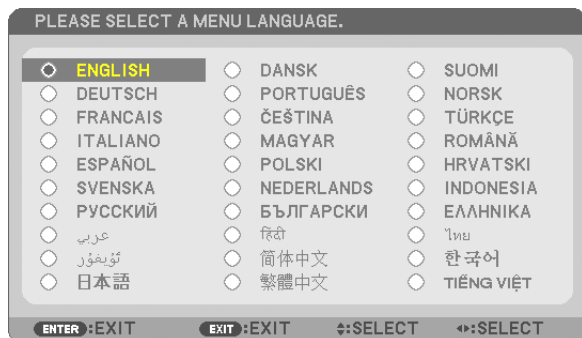 PLEASE SELECT A MENU LANGUAGE.
ENGLISH DANSK SUOMI
DEUTSCH PORTUGUÊS NORSK
FRANCAIS ČEŠTINA TÜRKÇE
ITALIANO MAGYAR ROMÂNĂ
ESPAÑOL POLSKI HRVATSKI
SVENSKA NEDERLANDS INDONESIA
РУССКИЙ БЪЛГАРСКИ ΕΛΛΗΝΙΚΑ
عربي हिंदी ไทย
ئۇيغۇر 简体中文 한국어
日本語 繁體中文 TIẾNG VIỆT
ENTER :EXIT EXIT :EXIT :SELECT :SELECT